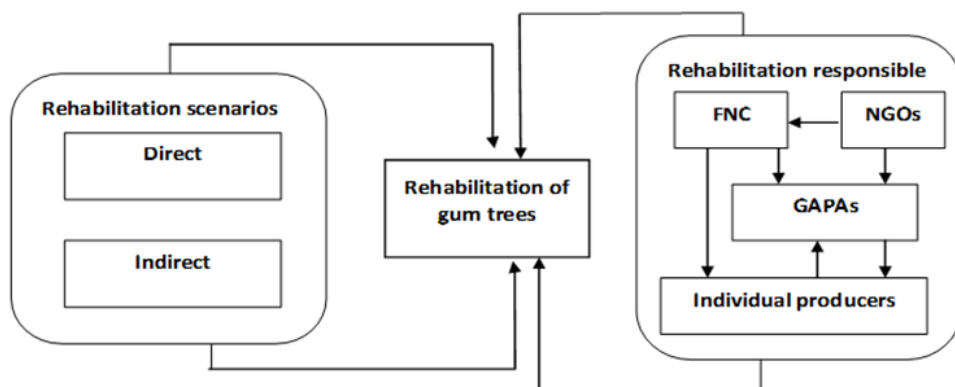 Rehabilitation scenarios
Direct
Indirect
Rehabilitation of
gum trees
Rehabilitation responsible
FNC
NGOs
GAPAs
Individual producers